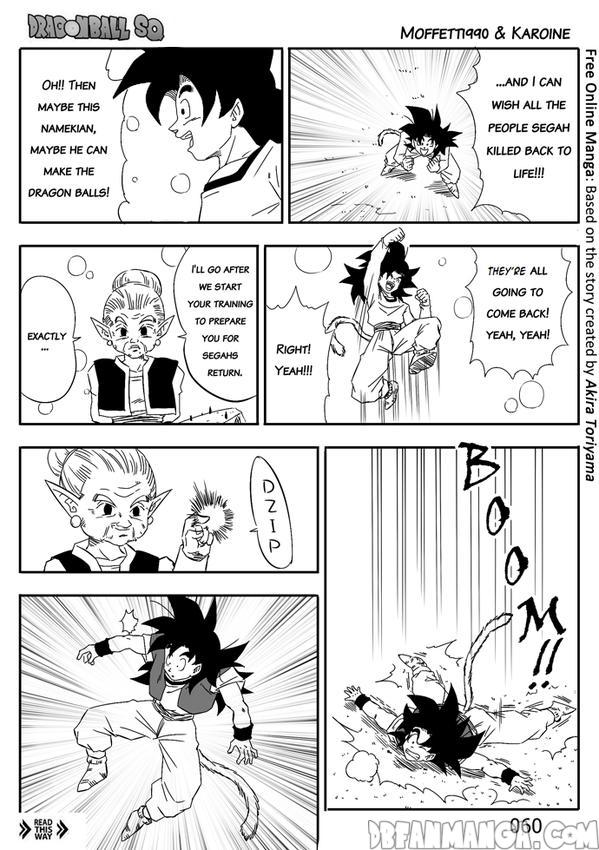 DRAGONBALL SQ
MOFFETT1990 & KAROINE
OH!! THEN
MAYBE THIS
NAMEKIAN,
MAYBE HE CAN
MAKE THE
DRAGON BALLS!
...AND I CAN
WISH ALL THE
PEOPLE SEGAH
KILLED BACK TO
LIFE!!!
EXACTLY
...
I'LL GO AFTER
WE START
YOUR TRAINING
TO PREPARE
YOU FOR
SEGAHS
RETURN.
RIGHT!
YEAH!!!
THEY'RE ALL
GOING TO
COME BACK!
YEAH, YEAH!
DZIP
BOOM!!
Free Online Manga: Based on the story created by Akira Toriyama
READ
THIS
WAY
060
DBFANMANGA.COM